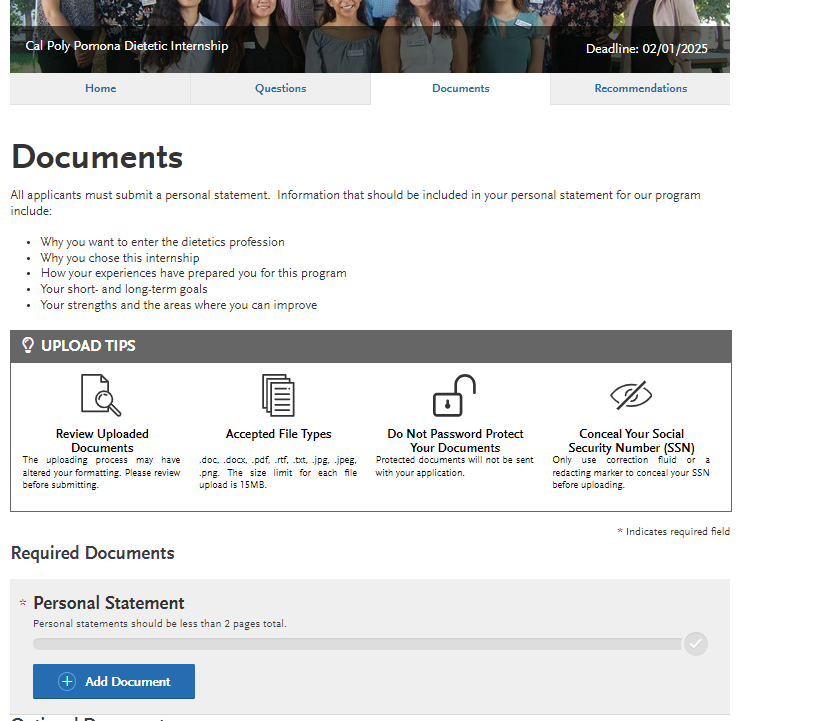 Cal Poly Pomona Dietetic Internship
Deadline: 02/01/2025
Home
Questions
Documents
Recommendations
Documents
All applicants must submit a personal statement.  Information that should be included in your personal statement for our program
include:
• Why you want to enter the dietetics profession
• Why you chose this internship
• How your experiences have prepared you for this program
• Your short- and long-term goals
• Your strengths and the areas where you can improve
UPLOAD TIPS
Review Uploaded
Documents
The uploading process may have
altered your formatting. Please review
before submitting.
Accepted File Types
.doc, .docx, .pdf, .rtf, .txt, .jpg, .jpeg,
.png. The size limit for each file
upload is 15MB.
Do Not Password Protect
Your Documents
Protected documents will not be sent
with your application.
Conceal Your Social
Security Number (SSN)
Only use correction fluid or a
redacting marker to conceal your SSN
before uploading.
* Indicates required field
Required Documents
* Personal Statement
Personal statements should be less than 2 pages total.
Add Document